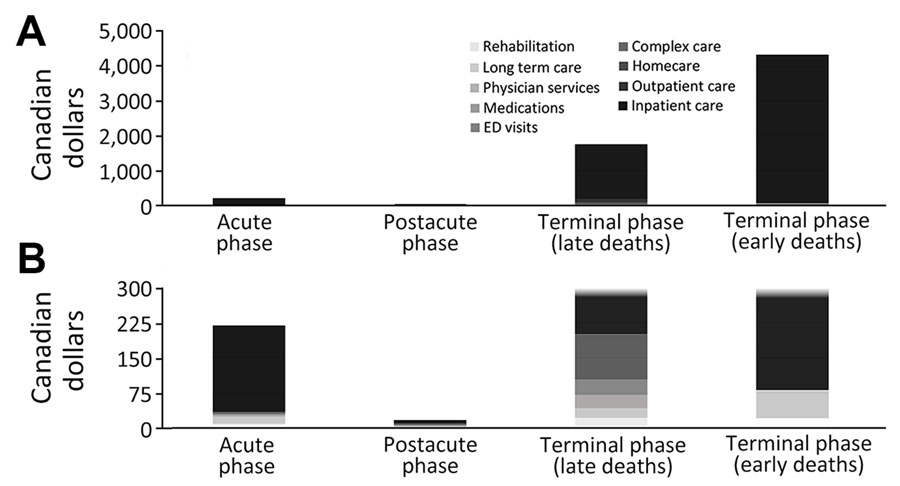 A
Canadian
dollars
5,000
4,000
3,000
2,000
1,000
0
Rehabilitation
Long term care
Physician services
Medications
ED visits
Complex care
Homecare
Outpatient care
Inpatient care
Acute
phase
Postacute
phase
Terminal phase
(late deaths)
Terminal phase
(early deaths)
B
Canadian
dollars
300
225
150
75
0
Acute
phase
Postacute
phase
Terminal phase
(late deaths)
Terminal phase
(early deaths)